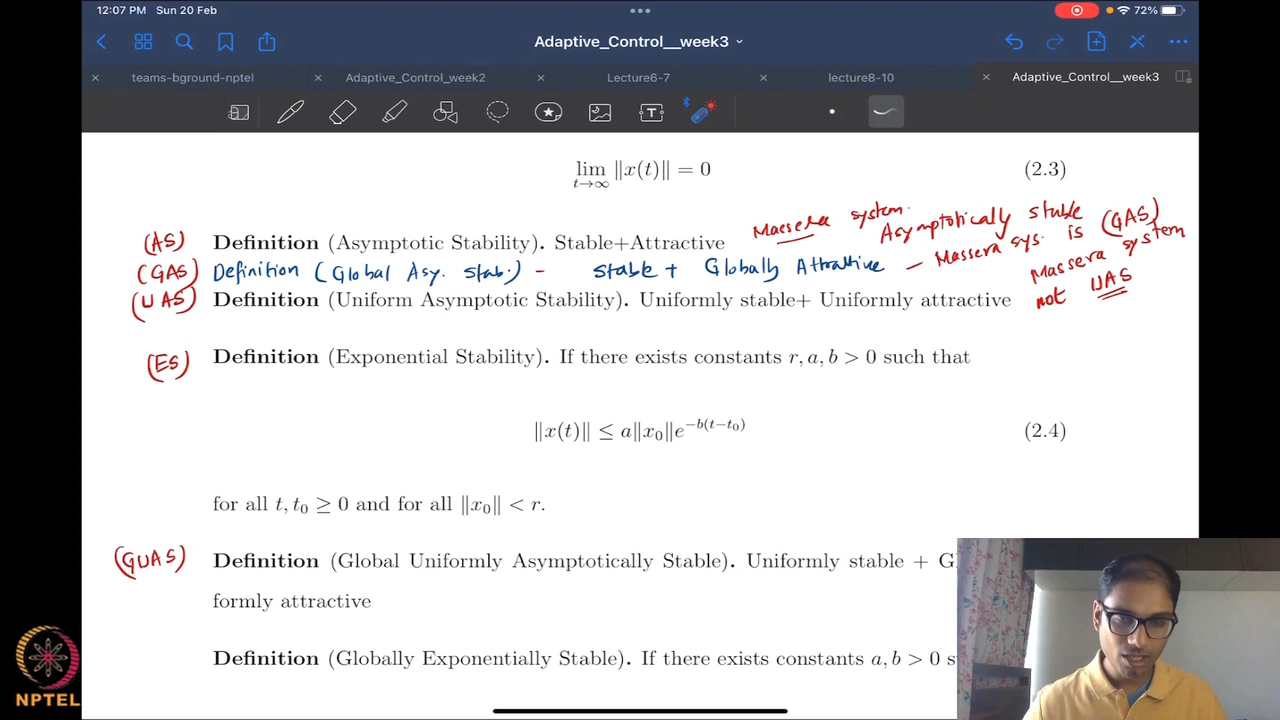 12:07 PM Sun 20 Feb
72%
Adaptive_Control__week3
teams-bground-nptel
Adaptive_Control_week2
Lecture6-7
lecture8-10
Adaptive_Control__week3
lim t→∞ ‖x(t)‖ = 0 (2.3)
Massera system. Asymptotically stable
(AS) Definition (Asymptotic Stability). Stable+Attractive
(GAS) Definition (Global Asy. stab.) - stable + Globally Attractive - Massera sys. is (GAS)
(UAS) Definition (Uniform Asymptotic Stability). Uniformly stable+ Uniformly attractive
Massera system
not UAS
(ES) Definition (Exponential Stability). If there exists constants r, a, b > 0 such that
‖x(t)‖ ≤ a‖x₀‖e^{-b(t-t₀)} (2.4)
for all t, t₀ ≥ 0 and for all ‖x₀‖ < r.
(GUAS) Definition (Global Uniformly Asymptotically Stable). Uniformly stable + G
formly attractive
Definition (Globally Exponentially Stable). If there exists constants a, b > 0 s
NPTEL